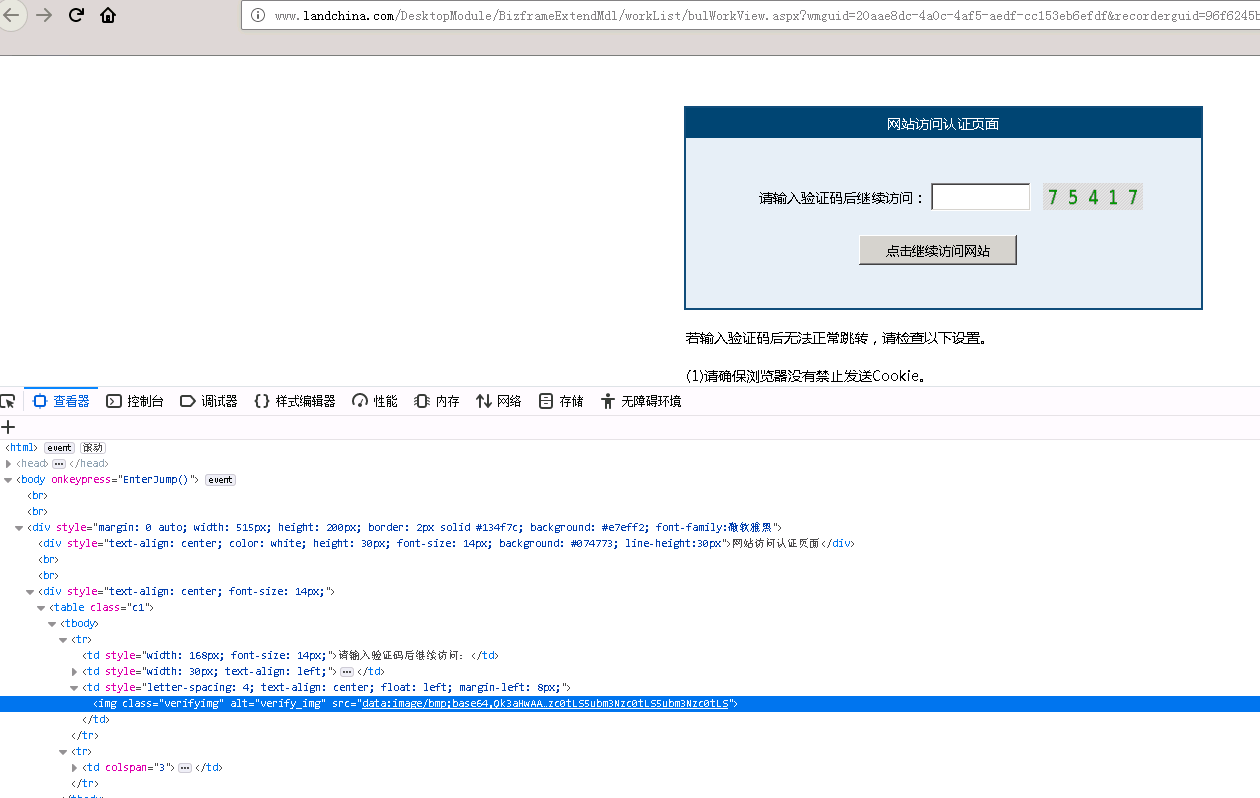 www.landchina.com/DesktopModule/BizframeExtendMdl/workList/bulWorkView.aspx?wmguid=20aae8dc-4a0c-4af5-aedf-cc153eb6efdf&recorderguid=96f6245b
网站访问认证页面
请输入验证码后继续访问： 7 5 4 1 7
点击继续访问网站
若输入验证码后无法正常跳转，请检查以下设置。
(1)请确保浏览器没有禁止发送Cookie。
查看器 控制台 调试器 {} 样式编辑器 性能 内存 网络 存储 无障碍环境
<html> event 滚动
<head> ••• </head>
<body onkeypress="EnterJump()"> event
<br>
<br>
<div style="margin: 0 auto; width: 515px; height: 200px; border: 2px solid #134f7c; background: #e7eff2; font-family:微软雅黑">
<div style="text-align: center; color: white; height: 30px; font-size: 14px; background: #074773; line-height:30px">网站访问认证页面</div>
<br>
<br>
<div style="text-align: center; font-size: 14px;">
<table class="c1">
<tbody>
<tr>
<td style="width: 168px; font-size: 14px;">请输入验证码后继续访问：</td>
<td style="width: 30px; text-align: left;"> ••• </td>
<td style="letter-spacing: 4; text-align: center; float: left; margin-left: 8px;">
<img class="verifyimg" alt="verify_img" src="data:image/bmp;base64,Qk3aHwAA…zc0tLS5ubm3Nzc0tLS5ubm3Nzc0tLS">
</td>
</tr>
<tr>
<td colspan="3"> ••• </td>
</tr>
</tbody>